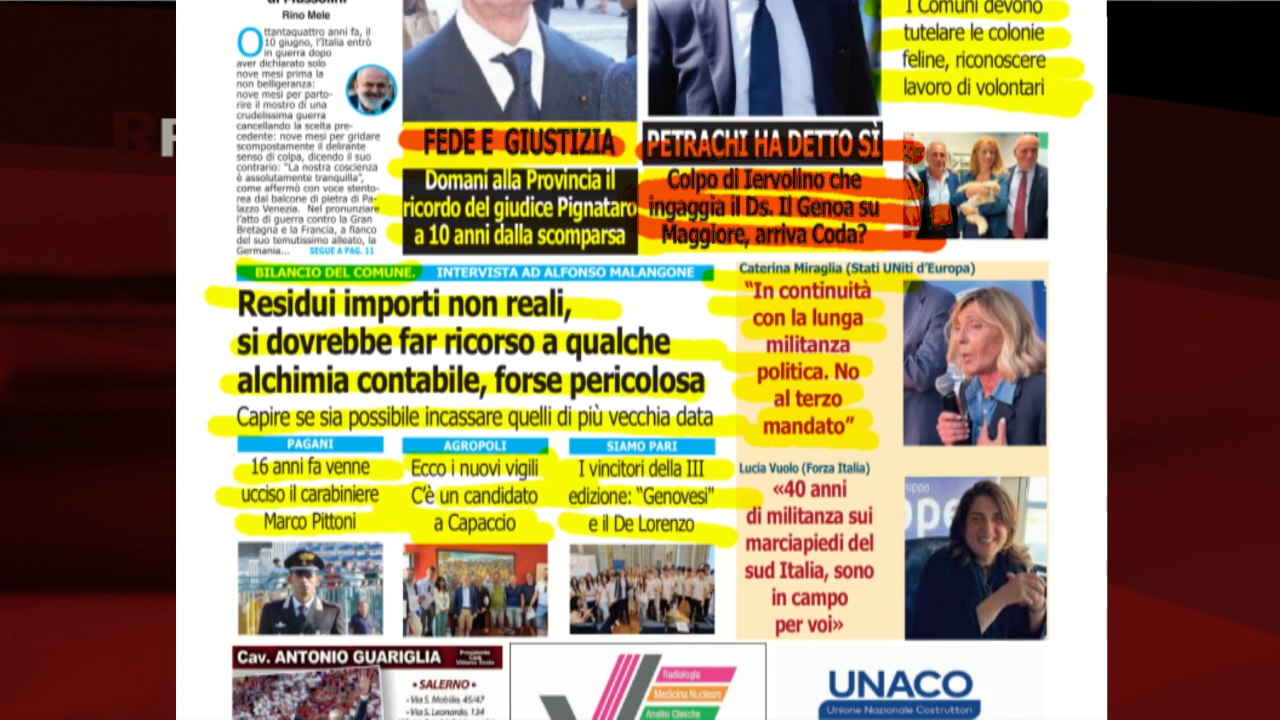 Rino Mele
Ottantaquattro anni fa, il
10 giugno, l'Italia entrò
in guerra dopo
aver dichiarato solo
nove mesi prima la
non belligeranza:
nove mesi per parto-
rire il mostro di una
crudelissima guerra
cancellando la scelta pre-
cedente: nove mesi per gridare
scompostamente il delirante
senso di colpa, dicendo il suo
contrario: "La nostra coscienza
è assolutamente tranquilla",
come affermò con voce stento-
rea dal balcone di pietra di Pa-
lazzo Venezia. Nel pronunziare
l'atto di guerra contro la Gran
Bretagna e la Francia, a fianco
del suo temutissimo alleato, la
Germania... SEGUE A PAG. 11
FEDE E GIUSTIZIA
Domani alla Provincia il
ricordo del giudice Pignataro
a 10 anni dalla scomparsa
PETRACHI HA DETTO SÌ
Colpo di Iervolino che
ingaggia il Ds. Il Genoa su
Maggiore, arriva Coda?
I Comuni devono
tutelare le colonie
feline, riconoscere
lavoro di volontari
BILANCIO DEL COMUNE. INTERVISTA AD ALFONSO MALANGONE
Residui importi non reali,
si dovrebbe far ricorso a qualche
alchimia contabile, forse pericolosa
Capire se sia possibile incassare quelli di più vecchia data
PAGANI
16 anni fa venne
ucciso il carabiniere
Marco Pittoni
AGROPOLI
Ecco i nuovi vigili
C'è un candidato
a Capaccio
SIAMO PARI
I vincitori della III
edizione: "Genovesi"
e il De Lorenzo
Caterina Miraglia (Stati UNiti d'Europa)
"In continuità
con la lunga
militanza
politica. No
al terzo
mandato"
Lucia Vuolo (Forza Italia)
«40 anni
di militanza sui
marciapiedi del
sud Italia, sono
in campo
per voi»
Cav. ANTONIO GUARIGLIA
• SALERNO •
- Via S. Mobilio, 45/47
- Via S. Leonardo, 134
Radiologia
Medicina Nucleare
Analisi Cliniche
UNACO
Unione Nazionale Costruttori